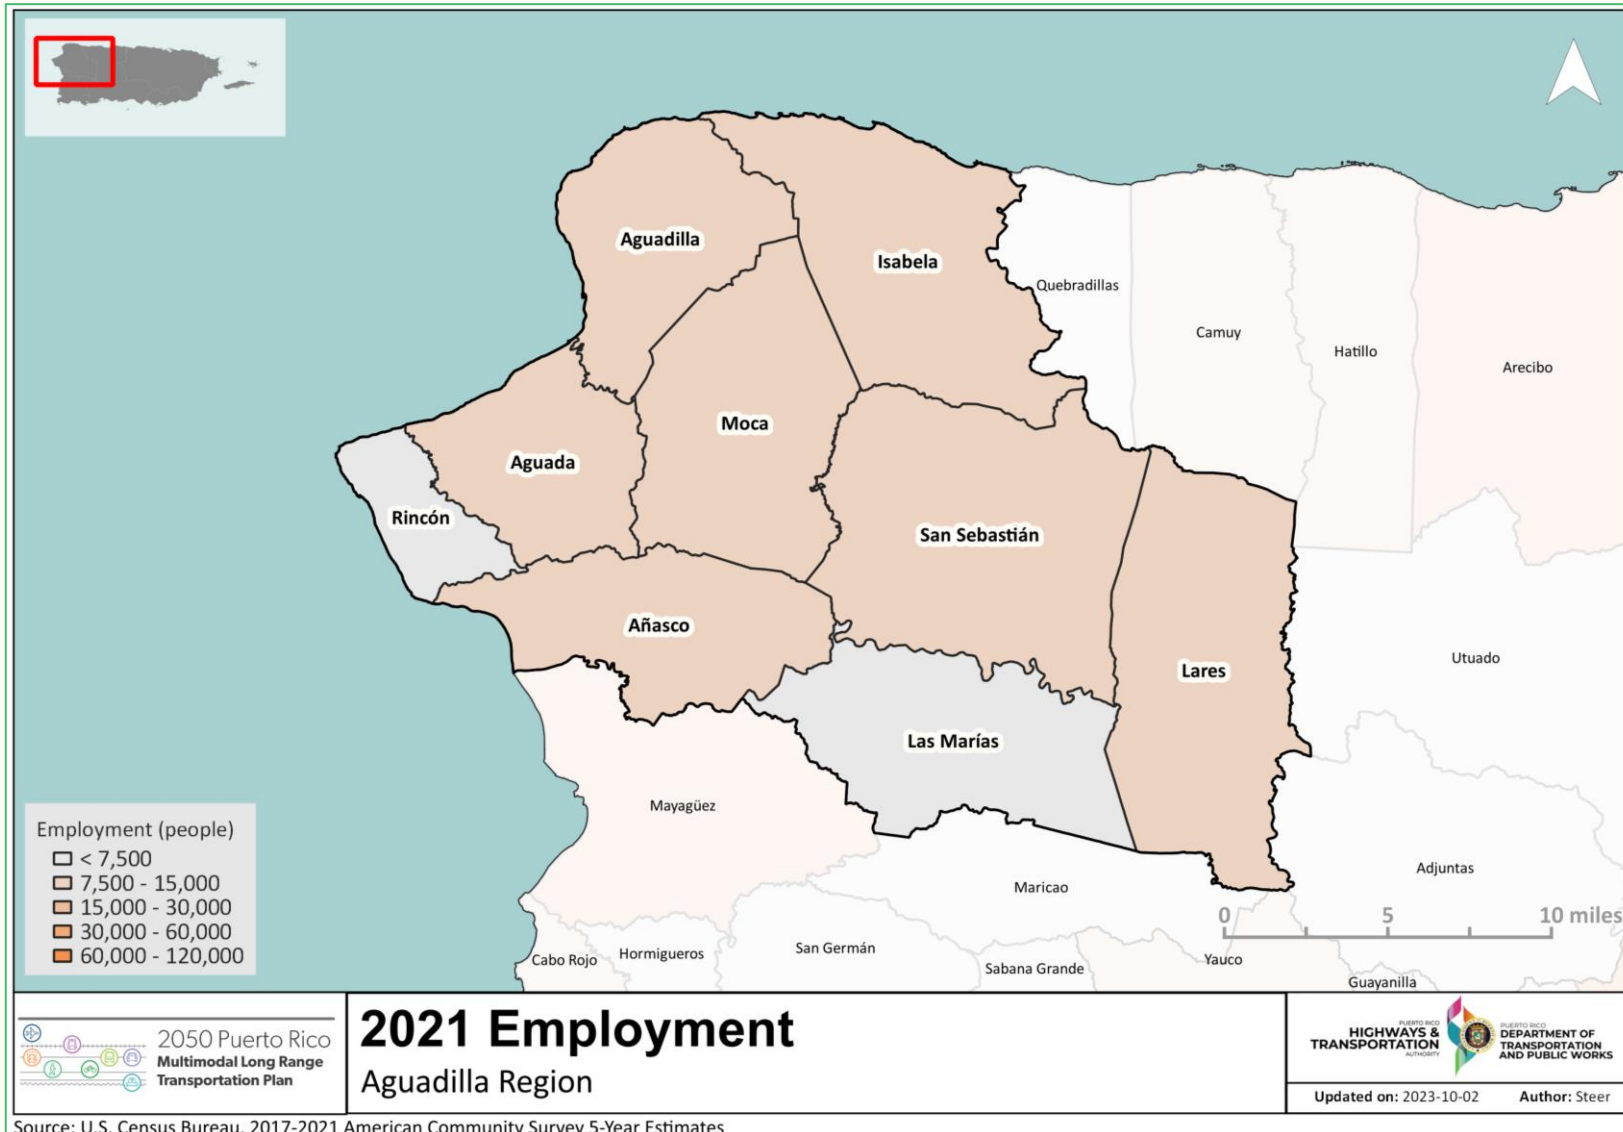 Aguadilla
Isabela
Quebradillas
Camuy
Hatillo
Arecibo
Moca
Aguada
Rincón
San Sebastián
Añasco
Lares
Utuado
Las Marías
Mayagüez
Adjuntas
Maricao
Cabo Rojo
Hormigueros
San Germán
Sabana Grande
Yauco
Guayanilla
0 5 10 miles
Employment (people)
< 7,500
7,500 - 15,000
15,000 - 30,000
30,000 - 60,000
60,000 - 120,000
2050 Puerto Rico
Multimodal Long Range
Transportation Plan
2021 Employment
Aguadilla Region
PUERTO RICO
HIGHWAYS &
TRANSPORTATION
AUTHORITY
PUERTO RICO
DEPARTMENT OF
TRANSPORTATION
AND PUBLIC WORKS
Updated on: 2023-10-02 Author: Steer
Source: U.S. Census Bureau, 2017-2021 American Community Survey 5-Year Estimates